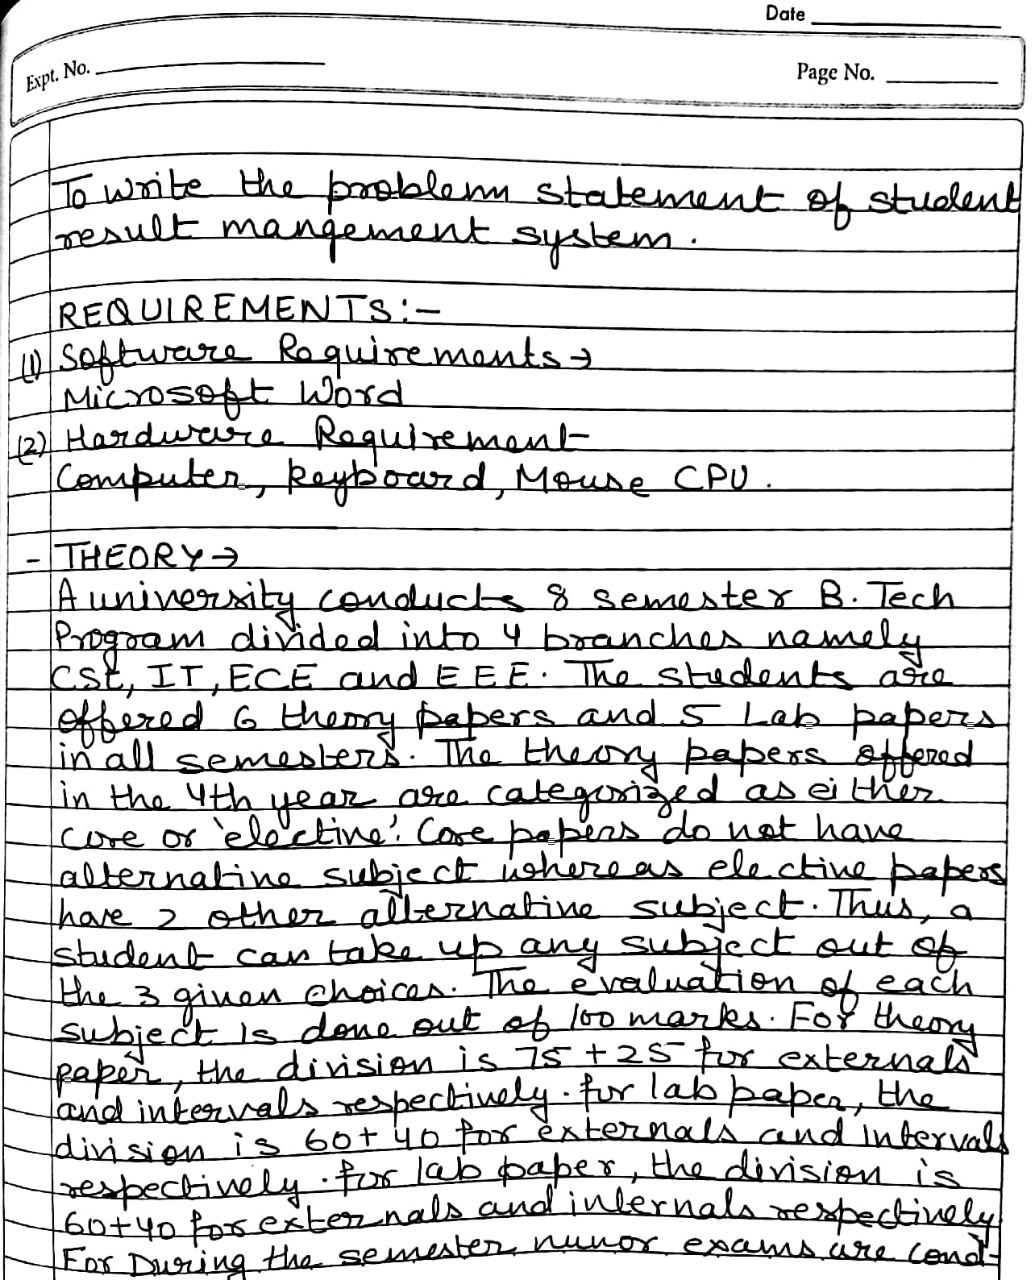 Date
Expt. No.
Page No.
To write the problem statement of student
result mangement system.
REQUIREMENTS:-
(1) Software Requirements→
Microsoft Word
(2) Hardware Requirement
Computer, keyboard, Mouse CPU.
- THEORY→
A university conducts 8 semester B.Tech
Program divided into 4 branches namely
CSE, IT, ECE and EEE. The students are
offered 6 theory papers and 5 Lab papers
in all semesters. The theory papers offered
in the 4th year are categorized as either
core or 'elective'. Core papers do not have
alternative subject whereas elective papers
have 2 other alternative subject. Thus, a
student can take up any subject out of
the 3 given choices. The evaluation of each
subject is done out of 100 marks. For theory
paper, the division is 75+25 for externals
and intervals respectively. for lab paper, the
division is 60+40 for externals and intervals
respectively. for lab paper, the division is
60+40 for externals and internals respectively
For During the semester, minor exams are cond-